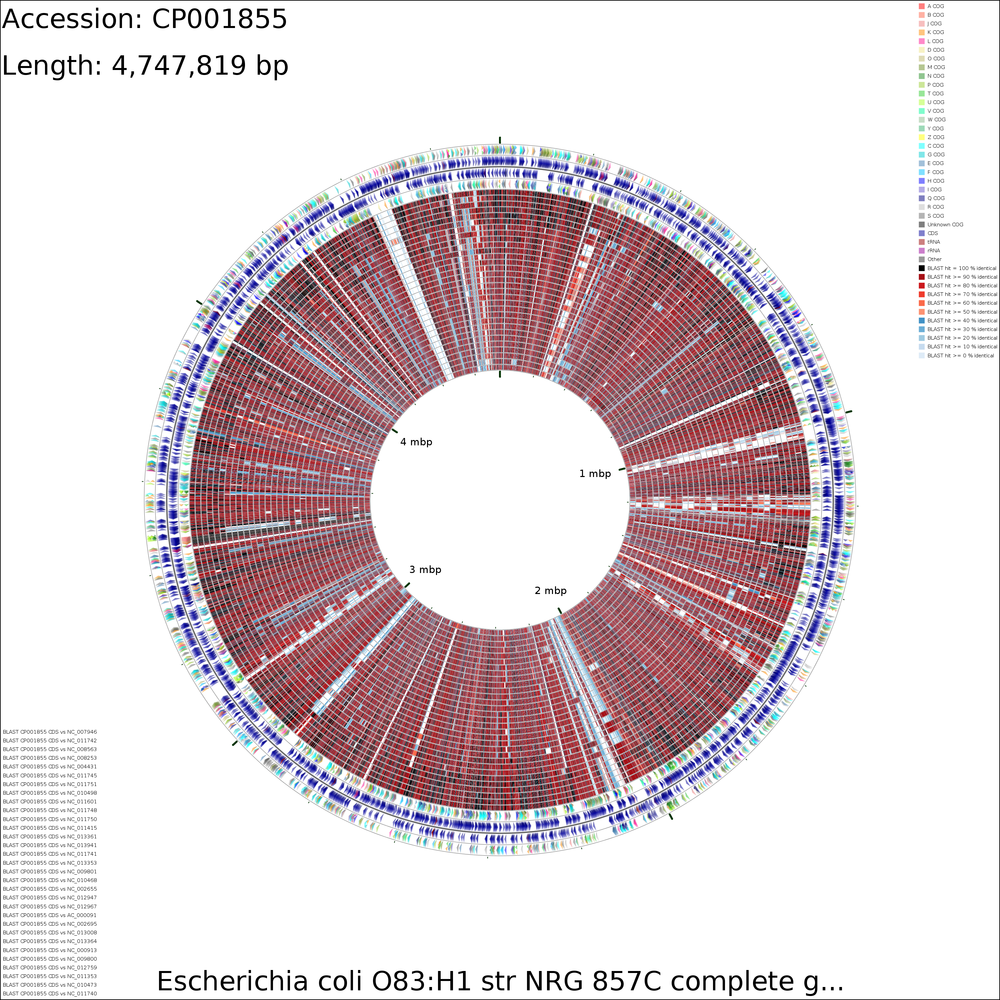 Accession: CP001855
Length: 4,747,819 bp
A COG
B COG
J COG
K COG
L COG
D COG
O COG
M COG
N COG
P COG
T COG
U COG
V COG
W COG
Y COG
Z COG
C COG
G COG
E COG
F COG
H COG
I COG
Q COG
R COG
S COG
Unknown COG
CDS
tRNA
rRNA
Other
BLAST hit = 100 % identical
BLAST hit >= 90 % identical
BLAST hit >= 80 % identical
BLAST hit >= 70 % identical
BLAST hit >= 60 % identical
BLAST hit >= 50 % identical
BLAST hit >= 40 % identical
BLAST hit >= 30 % identical
BLAST hit >= 20 % identical
BLAST hit >= 10 % identical
BLAST hit >= 0 % identical
4 mbp
1 mbp
3 mbp
2 mbp
BLAST CP001855 CDS vs NC_007946
BLAST CP001855 CDS vs NC_011742
BLAST CP001855 CDS vs NC_008563
BLAST CP001855 CDS vs NC_008253
BLAST CP001855 CDS vs NC_004431
BLAST CP001855 CDS vs NC_011745
BLAST CP001855 CDS vs NC_011751
BLAST CP001855 CDS vs NC_010498
BLAST CP001855 CDS vs NC_011601
BLAST CP001855 CDS vs NC_011748
BLAST CP001855 CDS vs NC_011750
BLAST CP001855 CDS vs NC_011415
BLAST CP001855 CDS vs NC_013361
BLAST CP001855 CDS vs NC_013941
BLAST CP001855 CDS vs NC_011741
BLAST CP001855 CDS vs NC_013353
BLAST CP001855 CDS vs NC_009801
BLAST CP001855 CDS vs NC_010468
BLAST CP001855 CDS vs NC_002655
BLAST CP001855 CDS vs NC_012947
BLAST CP001855 CDS vs NC_012967
BLAST CP001855 CDS vs AC_000091
BLAST CP001855 CDS vs NC_002695
BLAST CP001855 CDS vs NC_013008
BLAST CP001855 CDS vs NC_013364
BLAST CP001855 CDS vs NC_000913
BLAST CP001855 CDS vs NC_009800
BLAST CP001855 CDS vs NC_012759
BLAST CP001855 CDS vs NC_011353
BLAST CP001855 CDS vs NC_010473
BLAST CP001855 CDS vs NC_011740
Escherichia coli O83:H1 str NRG 857C complete g...